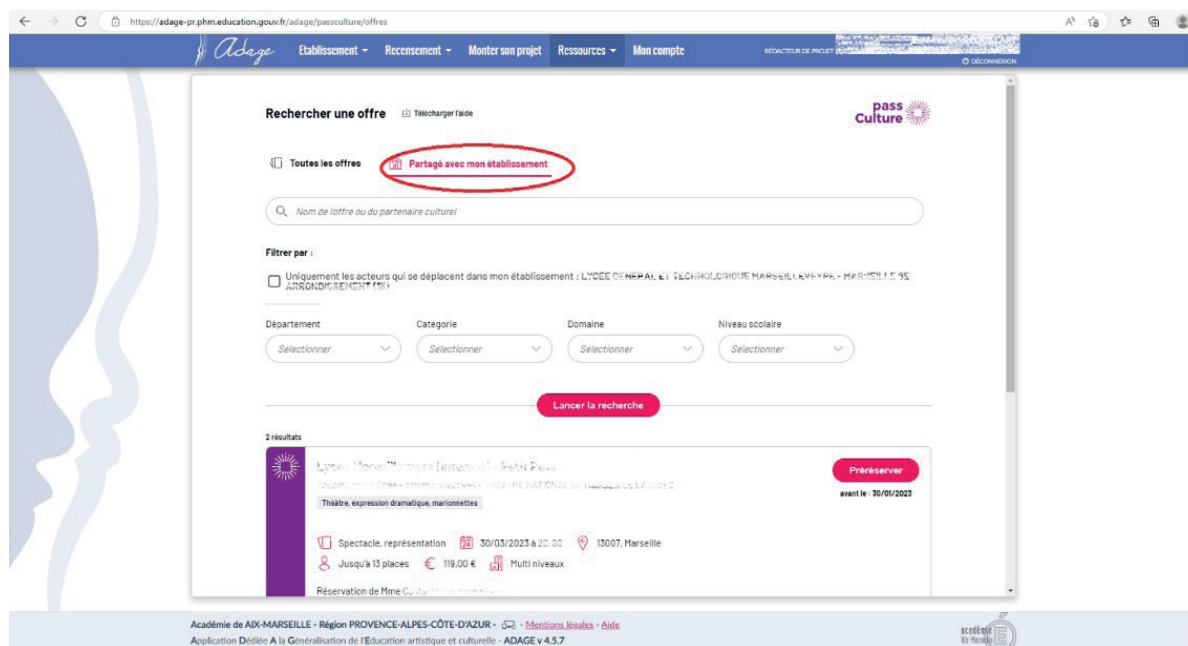 https://adage-pr.phm.education.gouv.fr/adage/passculture/offres
Adage Etablissement Recensement Monter son projet Ressources Mon compte RÉDACTEUR DE PROJET
DÉCONNEXION
Rechercher une offre Télécharger l'aide pass Culture
Toutes les offres Partagé avec mon établissement
Nom de l'offre ou du partenaire culturel
Filtrer par :
Uniquement les acteurs qui se déplacent dans mon établissement : LYCEE GENERAL ET TECHNOLOGIQUE MARSEILLEVEYRE - MARSEILLE 9E
ARRONDISSEMENT
Département Catégorie Domaine Niveau scolaire
Sélectionner Sélectionner Sélectionner Sélectionner
Lancer la recherche
2 résultats
Préréserver
avant le : 30/01/2023
Théâtre, expression dramatique, marionnettes
Spectacle, représentation 30/03/2023 à 13007, Marseille
Jusqu'à 13 places 119,00 € Multi niveaux
Réservation de Mme
Académie de AIX-MARSEILLE - Région PROVENCE-ALPES-CÔTE-D'AZUR - Mentions légales - Aide
Application Dédiée A la Généralisation de l'Education artistique et culturelle - ADAGE v 4.5.7
académie
Aix-Marseille